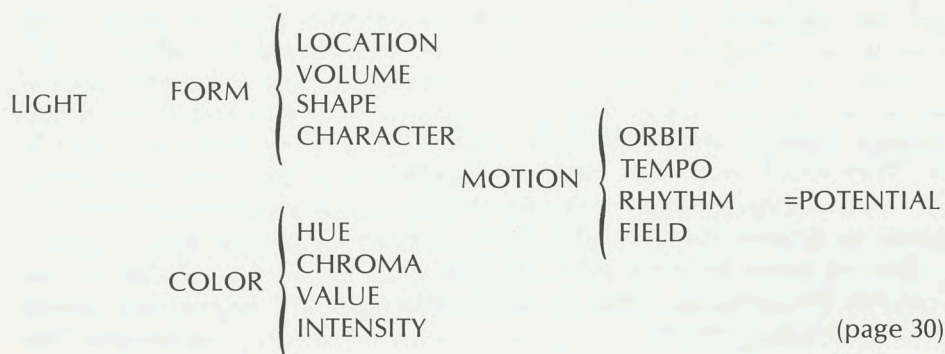 LIGHT
FORM
LOCATION
VOLUME
SHAPE
CHARACTER
MOTION
ORBIT
TEMPO
RHYTHM
FIELD
=POTENTIAL
COLOR
HUE
CHROMA
VALUE
INTENSITY
(page 30)